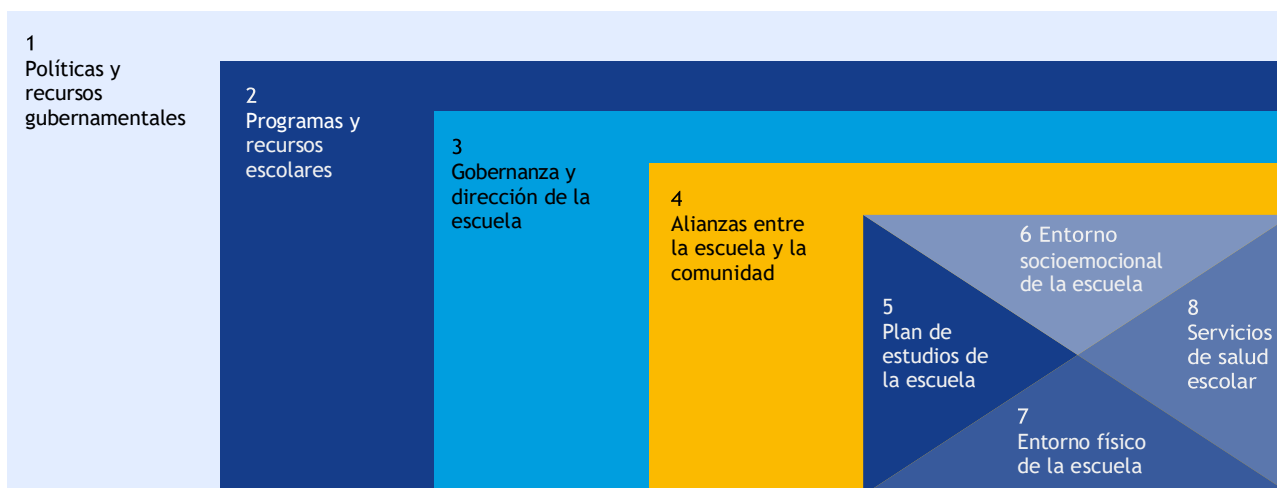 1
Políticas y
recursos
gubernamentales
2
Programas y
recursos
escolares
3
Gobernanza y
dirección de la
escuela
4
Alianzas entre
la escuela y la
comunidad
5
Plan de
estudios de
la escuela
6 Entorno
socioemocional
de la escuela
7
Entorno físico
de la escuela
8
Servicios
de salud
escolar